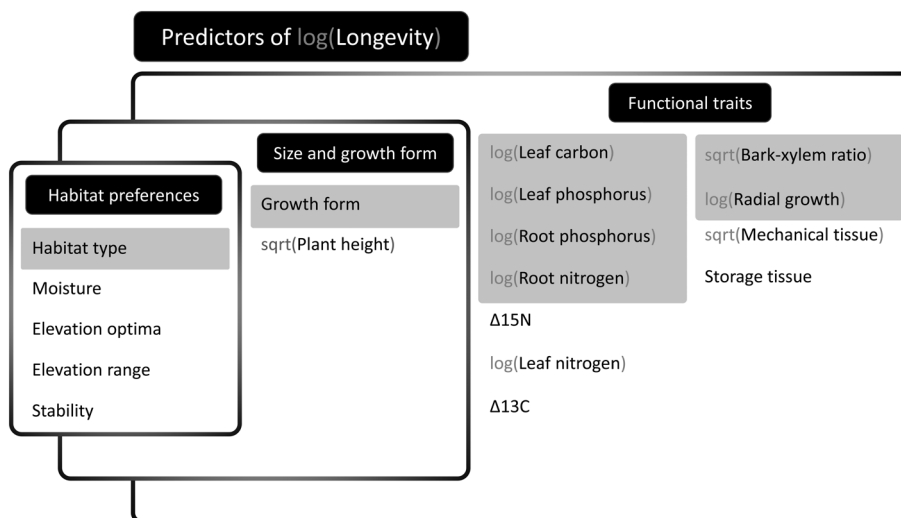 Predictors of log(Longevity)
Functional traits
Size and growth form
Habitat preferences
Habitat type
Moisture
Elevation optima
Elevation range
Stability
Growth form
sqrt(Plant height)
log(Leaf carbon)
log(Leaf phosphorus)
log(Root phosphorus)
log(Root nitrogen)
Δ15N
log(Leaf nitrogen)
Δ13C
sqrt(Bark-xylem ratio)
log(Radial growth)
sqrt(Mechanical tissue)
Storage tissue